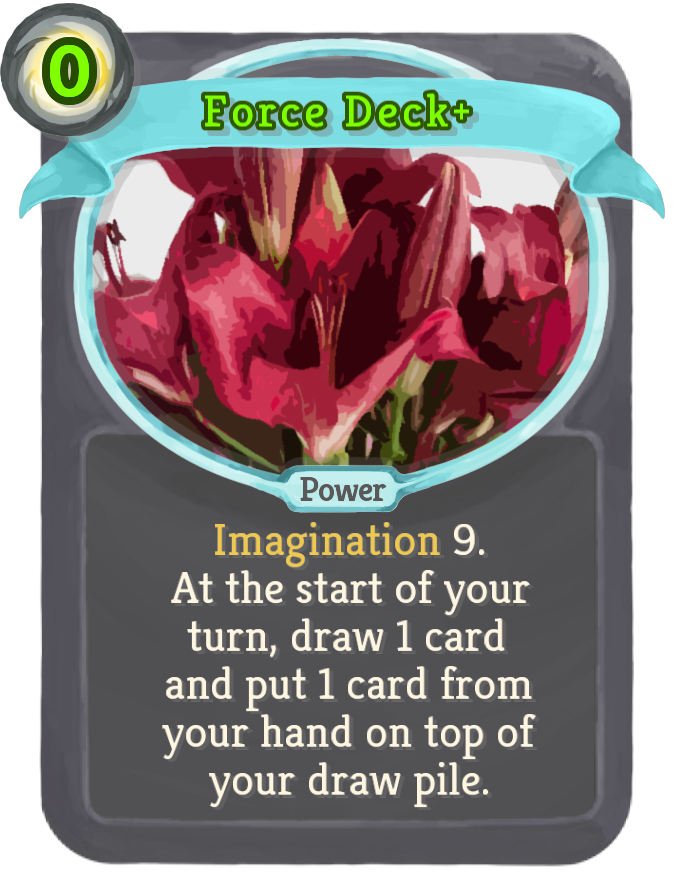 0
Force Deck+
Power
Imagination 9.
At the start of your
turn, draw 1 card
and put 1 card from
your hand on top of
your draw pile.